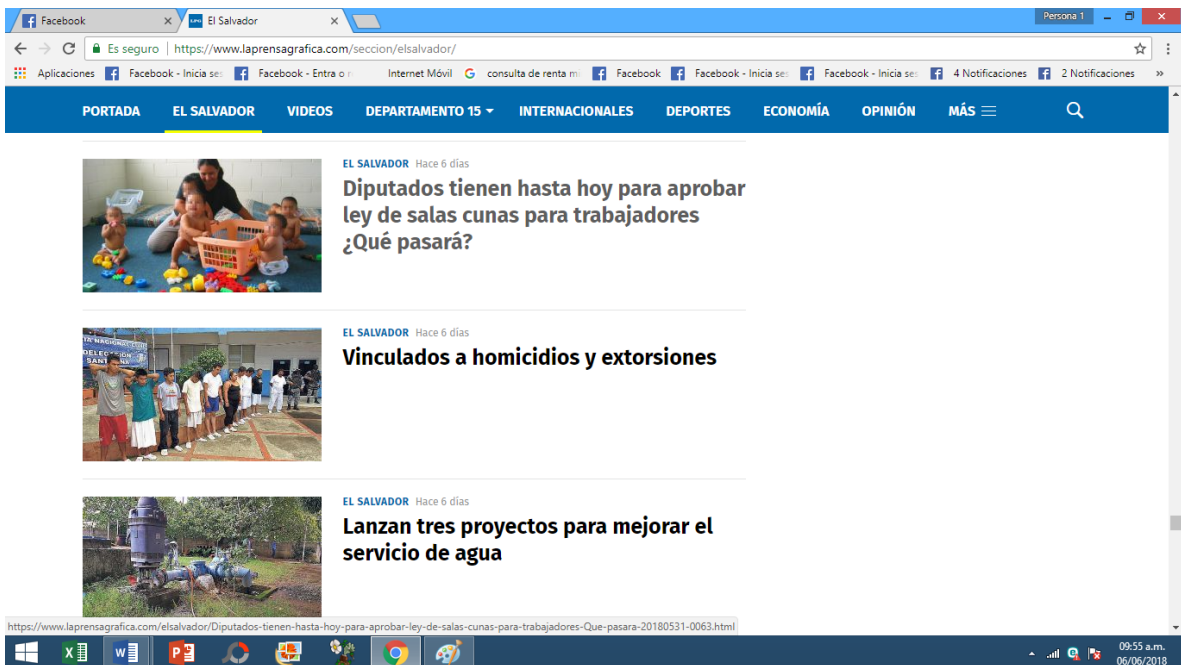 Facebook
El Salvador
Persona 1
Es seguro | https://www.laprensagrafica.com/seccion/elsalvador/
Aplicaciones Facebook - Inicia ses Facebook - Entra o Internet Móvil consulta de renta Facebook Facebook - Inicia ses Facebook - Inicia ses 4 Notificaciones 2 Notificaciones »
PORTADA EL SALVADOR VIDEOS DEPARTAMENTO 15 INTERNACIONALES DEPORTES ECONOMÍA OPINIÓN MÁS
EL SALVADOR Hace 6 días
Diputados tienen hasta hoy para aprobar
ley de salas cunas para trabajadores
¿Qué pasará?
EL SALVADOR Hace 6 días
Vinculados a homicidios y extorsiones
EL SALVADOR Hace 6 días
Lanzan tres proyectos para mejorar el
servicio de agua
https://www.laprensagrafica.com/elsalvador/Diputados-tienen-hasta-hoy-para-aprobar-ley-de-salas-cunas-para-trabajadores-Que-pasara-20180531-0063.html
09:55 a.m.
06/06/2018